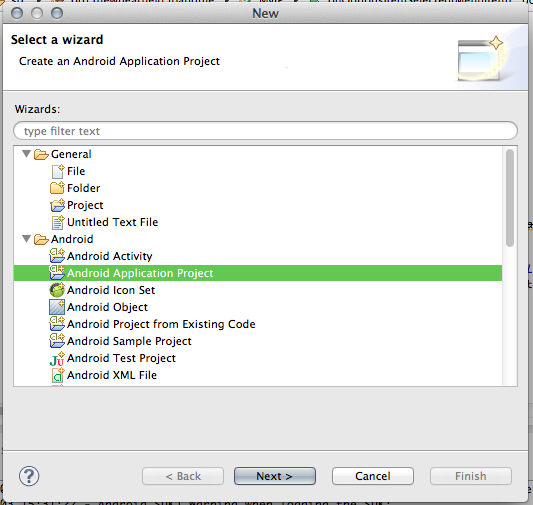 New
Select a wizard
Create an Android Application Project
Wizards:
type filter text
General
File
Folder
Project
Untitled Text File
Android
Android Activity
Android Application Project
Android Icon Set
Android Object
Android Project from Existing Code
Android Sample Project
Android Test Project
Android XML File
? < Back Next > Cancel Finish